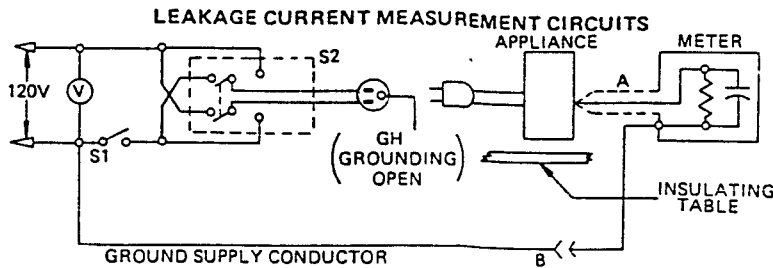 LEAKAGE CURRENT MEASUREMENT CIRCUITS
S2
APPLIANCE
METER
A
120V
V
S1
GH
(GROUNDING
OPEN)
INSULATING
TABLE
GROUND SUPPLY CONDUCTOR
B